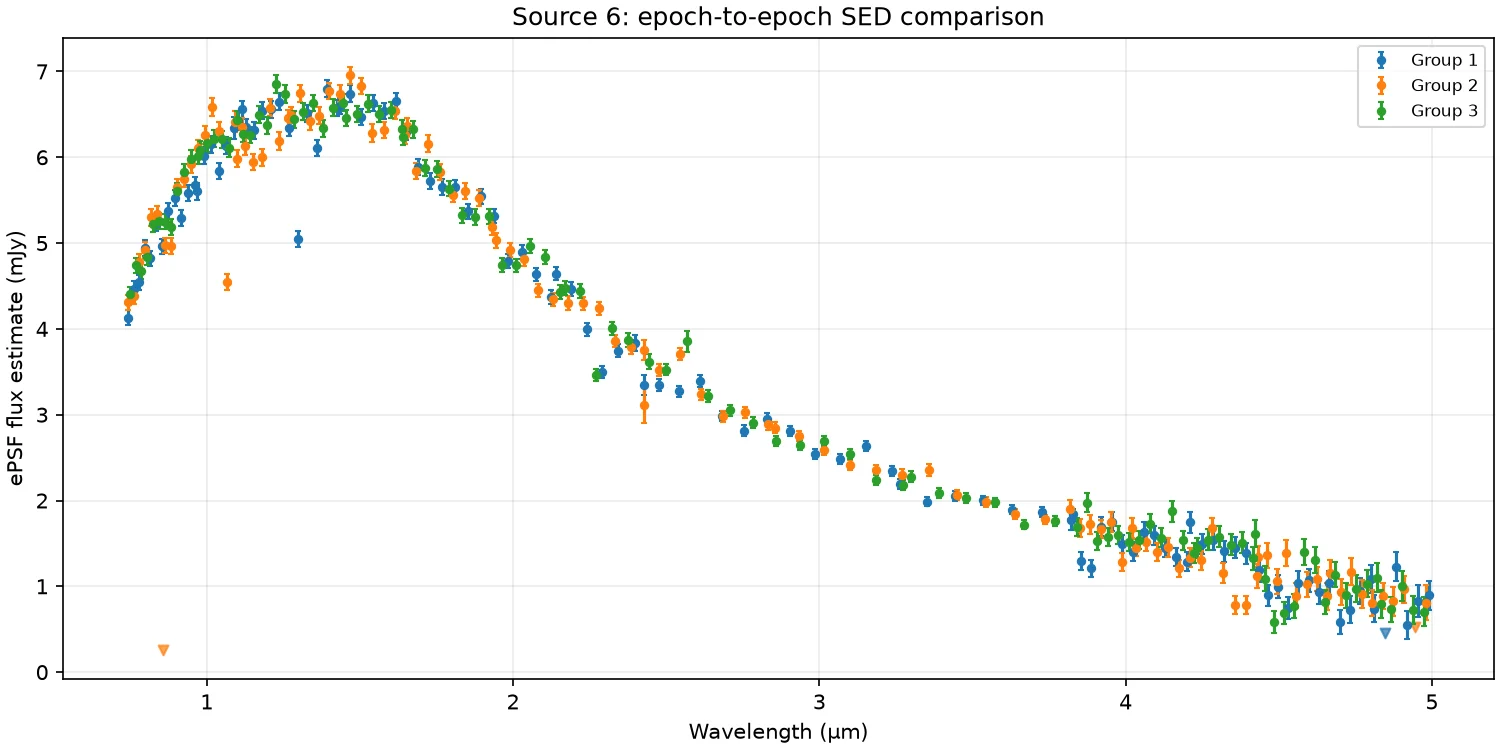 Source 6: epoch-to-epoch SED comparison
ePSF flux estimate (mJy)
7
6
5
4
3
2
1
0
Group 1
Group 2
Group 3
1 2 3 4 5
Wavelength (µm)